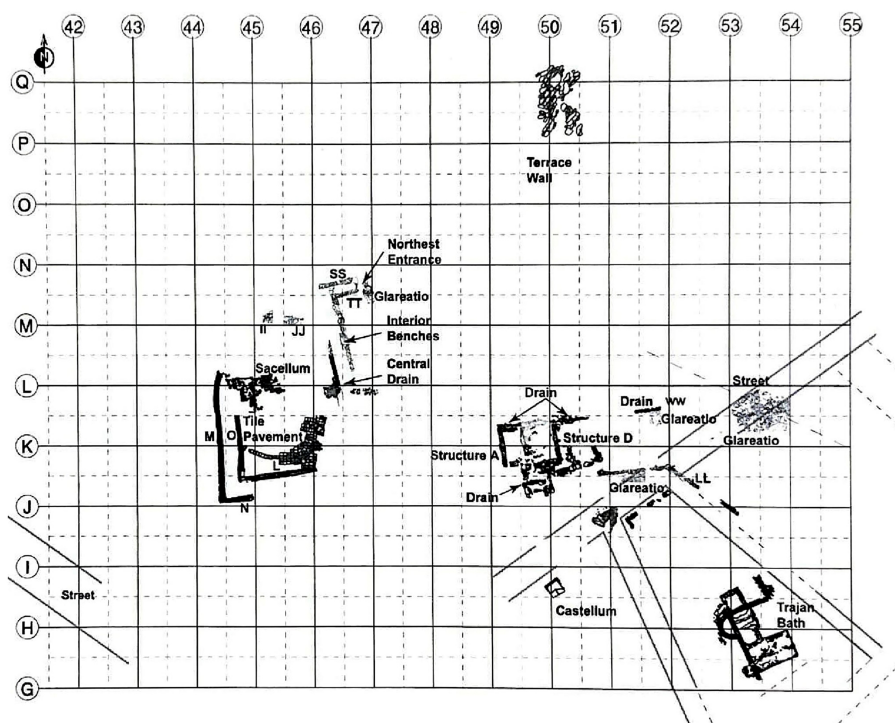 42 43 44 45 46 47 48 49 50 51 52 53 54 55
N
Q
P
Terrace
Wall
O
N
Northest
Entrance
SS
TT
Glareatio
II
JJ
M
Interior
Benches
Central
Drain
L
Sacellum
Tile
Pavement
M
O
L
N
K
Drain
Drain
WW
Glareatio
Street
Glareatio
Structure A
Structure D
Drain
Glareatio
LL
J
I
Street
Castellum
H
Trajan
Bath
G